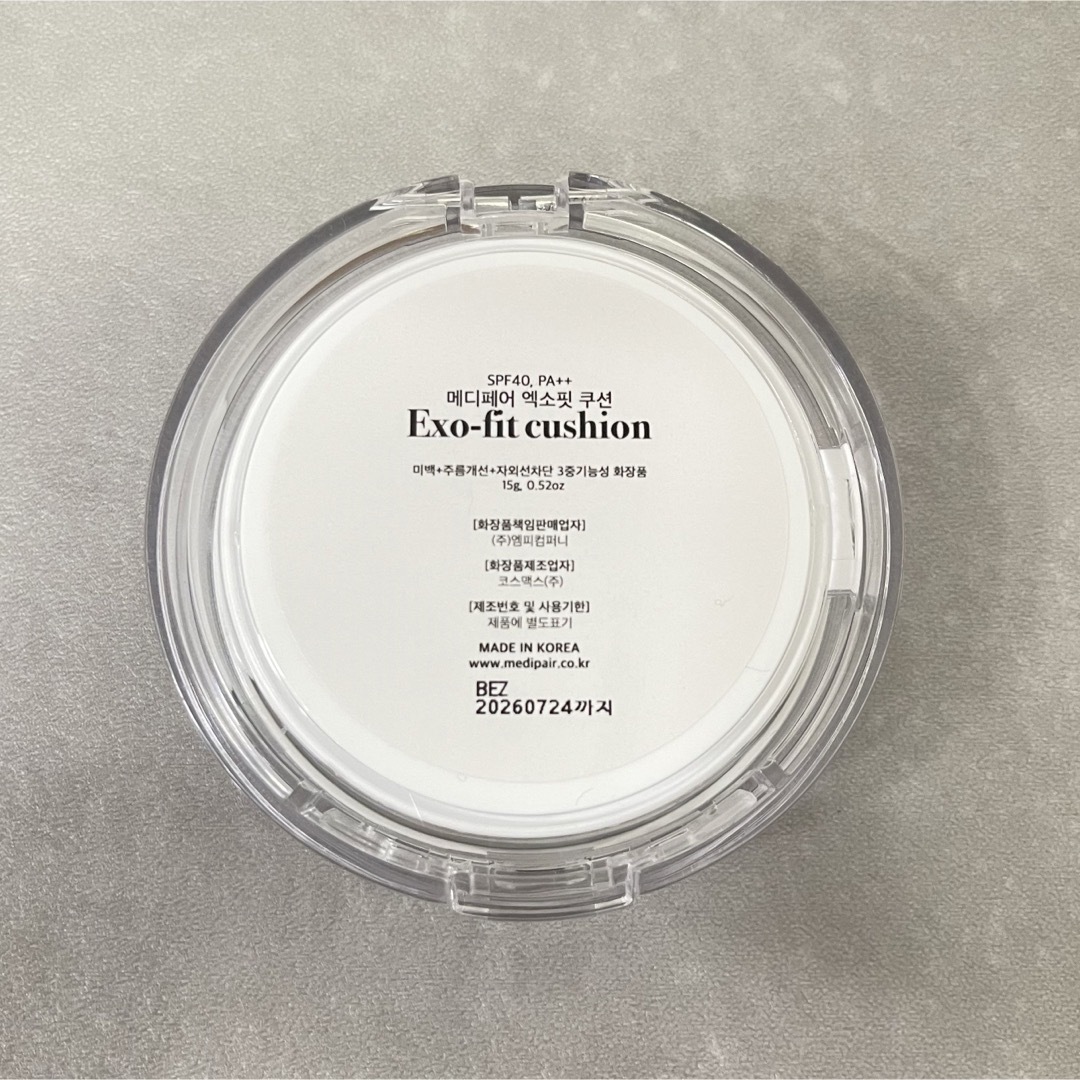 SPF40, PA++
메디페어 엑소핏 쿠션
Exo-fit cushion
미백+주름개선+자외선차단 3중기능성 화장품
15g, 0.52oz
[화장품책임판매업자]
(주)엠피컴퍼니
[화장품제조업자]
코스맥스(주)
[제조번호 및 사용기한]
제품에 별도표기
MADE IN KOREA
www.medipair.co.kr
BEZ
20260724까지